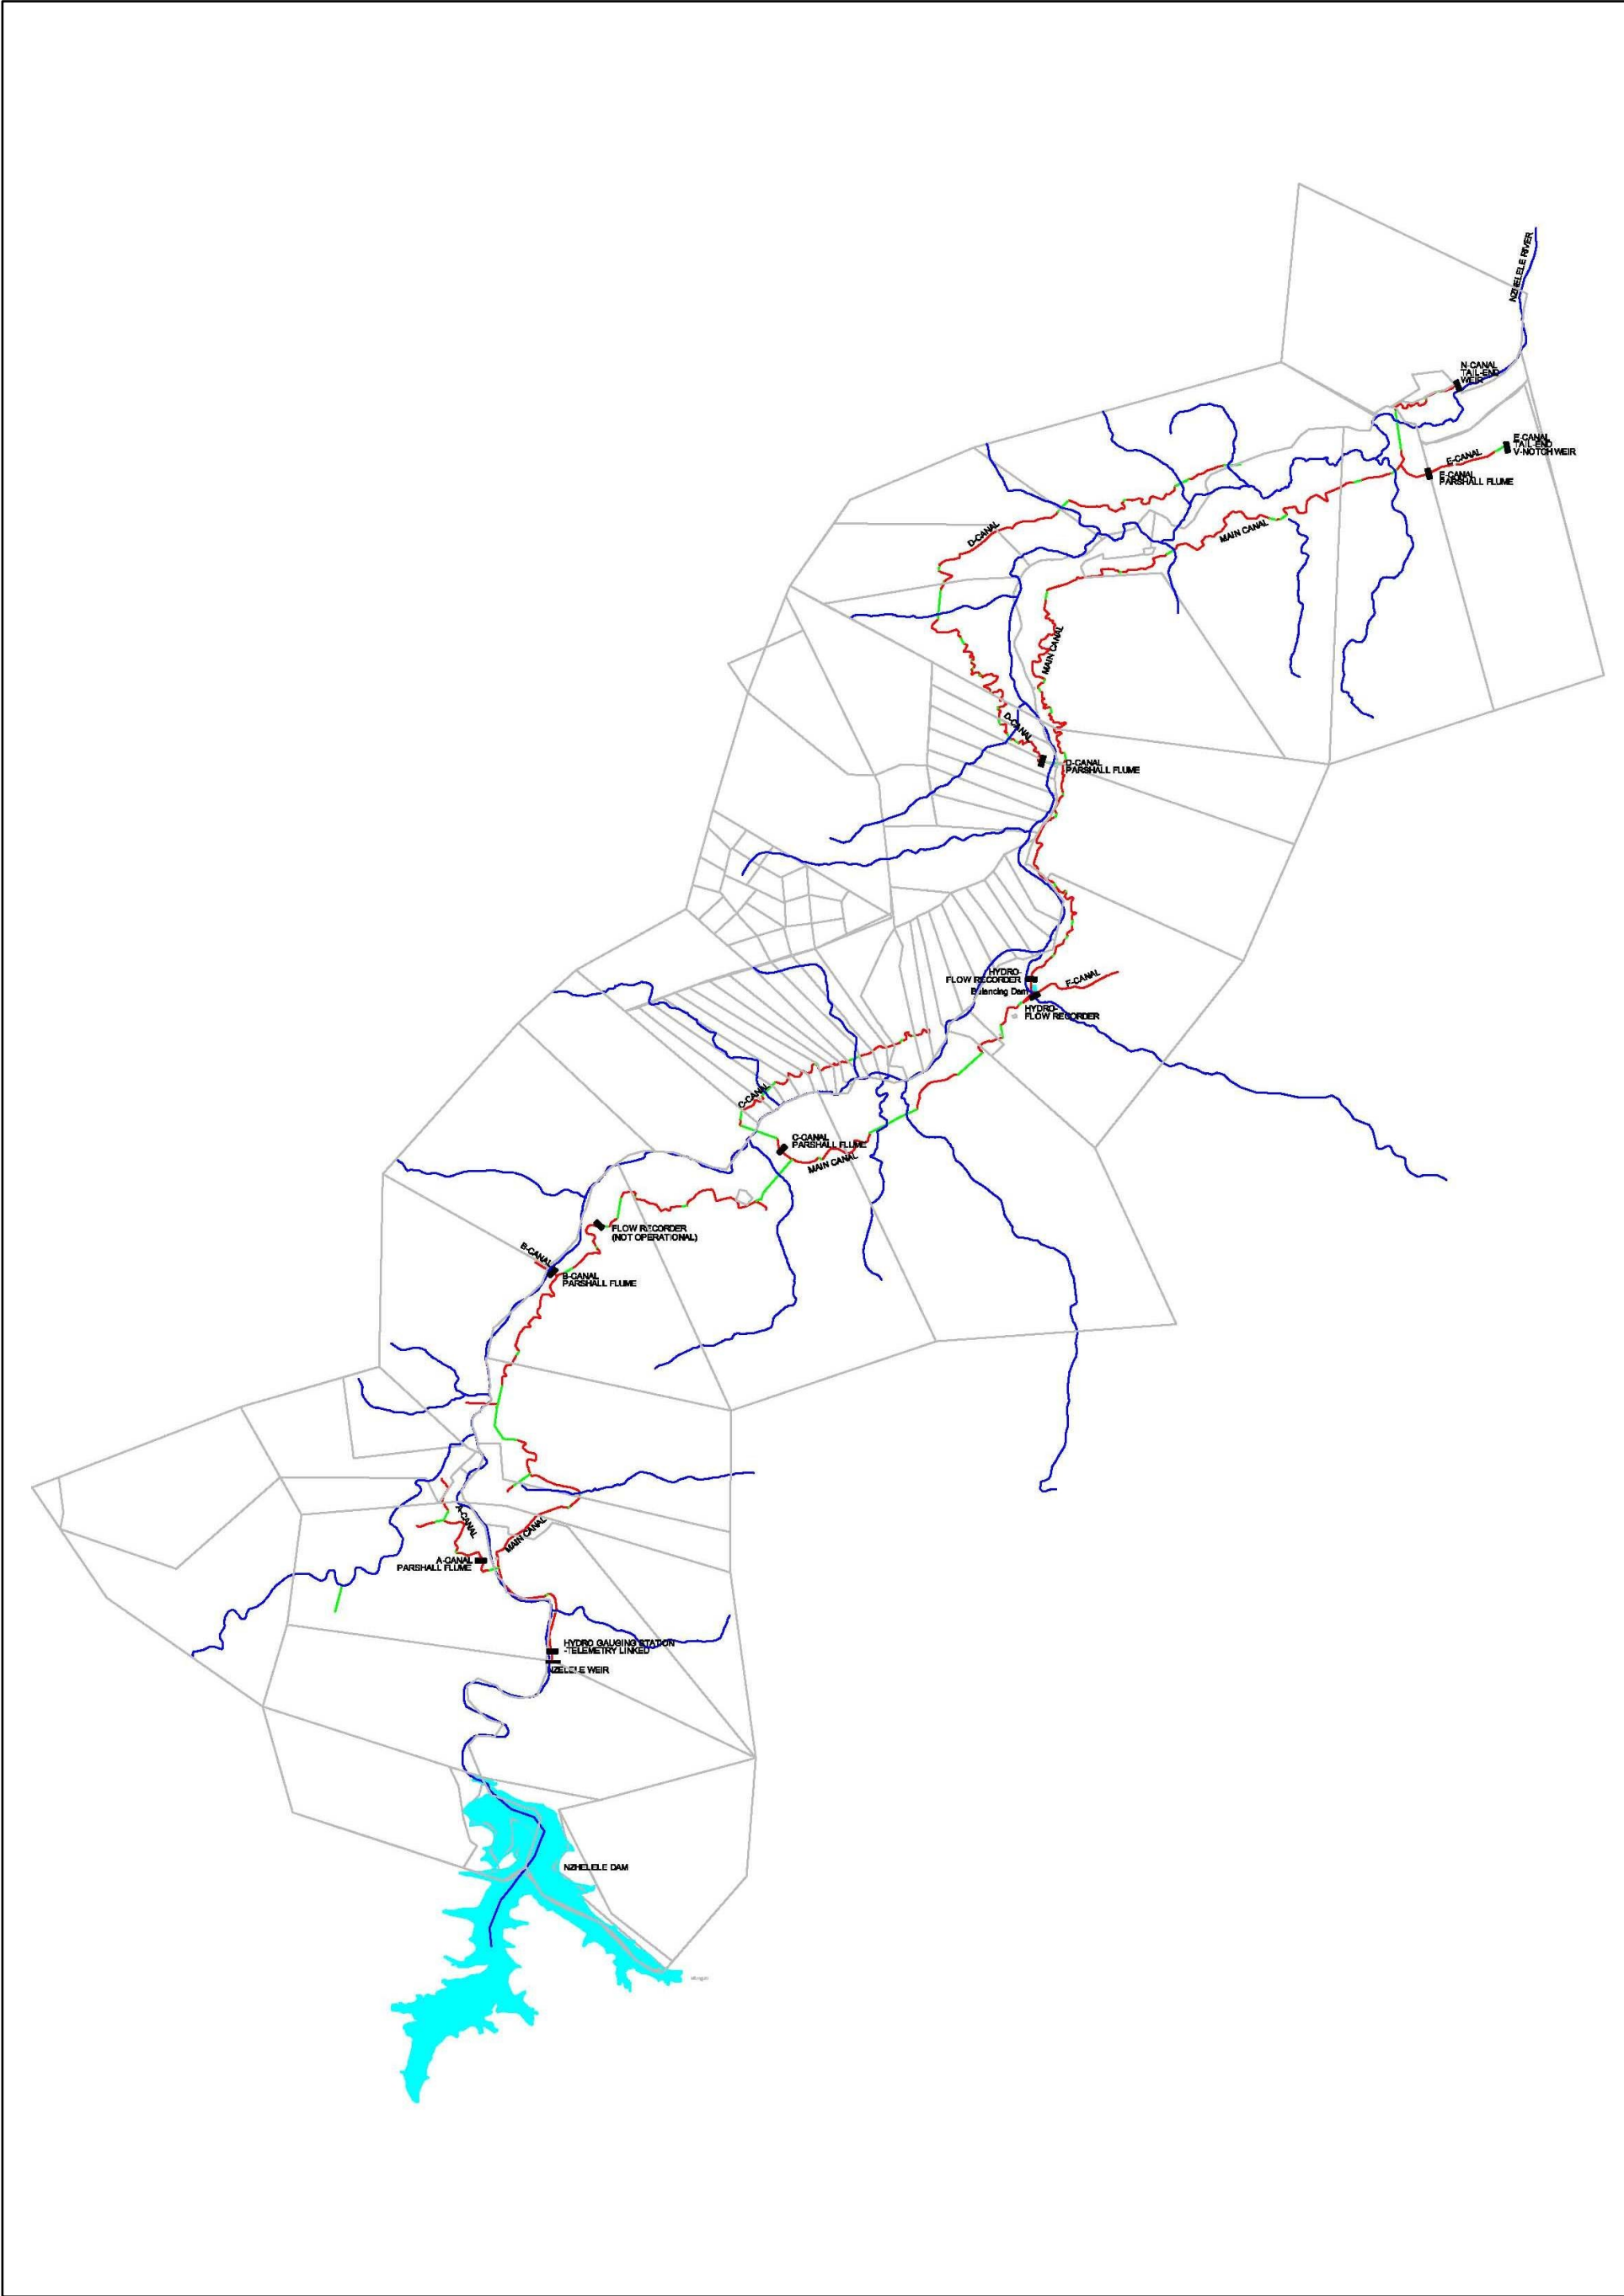 NZHELELE RIVER
N-CANAL
TAIL-END
WEIR
E-CANAL
TAIL-END
V-NOTCH WEIR
E-CANAL
E-CANAL
PARSHALL FLUME
MAIN CANAL
D-CANAL
MAIN CANAL
D-CANAL
D-CANAL
PARSHALL FLUME
HYDRO-
FLOW RECORDER
Balancing Dam
F-CANAL
HYDRO-
FLOW RECORDER
C-CANAL
C-CANAL
PARSHALL FLUME
MAIN CANAL
FLOW RECORDER
(NOT OPERATIONAL)
B-CANAL
B-CANAL
PARSHALL FLUME
A-CANAL
MAIN CANAL
A-CANAL
PARSHALL FLUME
HYDRO GAUGING STATION
-TELEMETRY LINKED
NZELELE WEIR
NZHELELE DAM